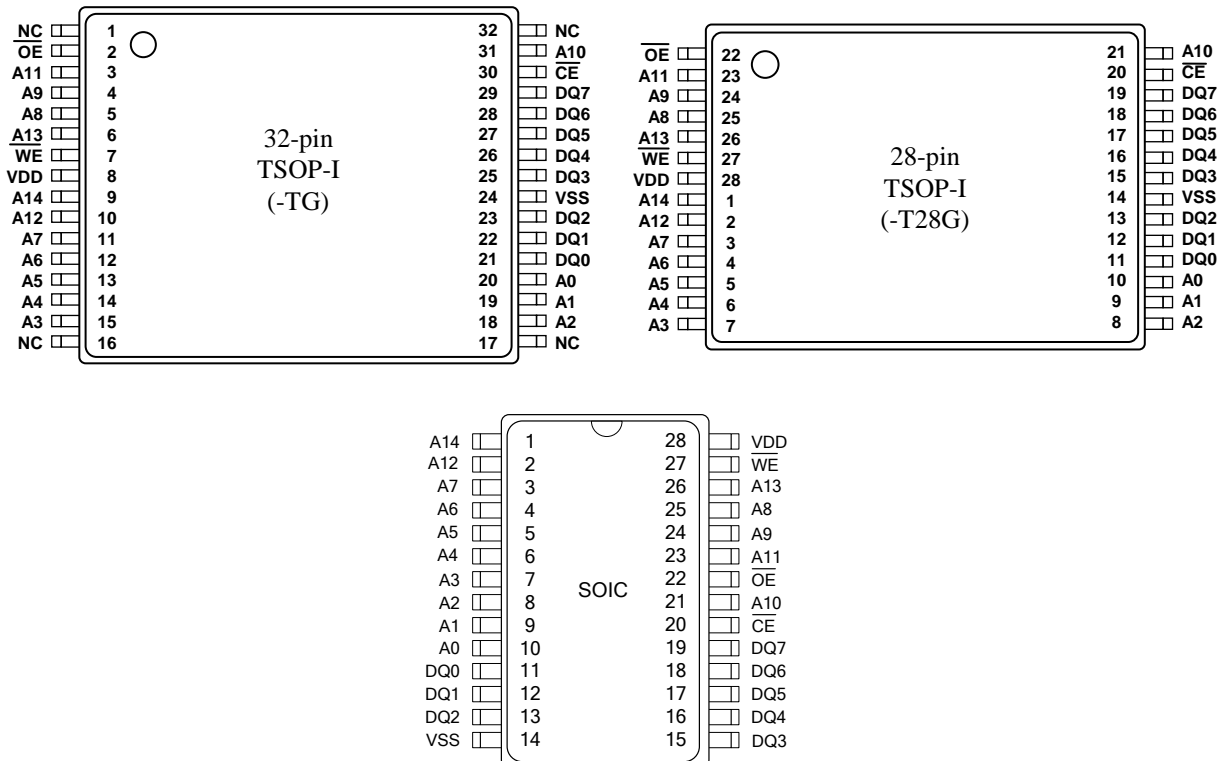 NC 1 32 NC
OE 2 31 A10
A11 3 30 CE
A9 4 29 DQ7
A8 5 28 DQ6
A13 6 27 DQ5
WE 7 26 DQ4
VDD 8 25 DQ3
A14 9 24 VSS
A12 10 23 DQ2
A7 11 22 DQ1
A6 12 21 DQ0
A5 13 20 A0
A4 14 19 A1
A3 15 18 A2
NC 16 17 NC
32-pin
TSOP-I
(-TG)
OE 22 21 A10
A11 23 20 CE
A9 24 19 DQ7
A8 25 18 DQ6
A13 26 17 DQ5
WE 27 16 DQ4
VDD 28 15 DQ3
A14 1 14 VSS
A12 2 13 DQ2
A7 3 12 DQ1
A6 4 11 DQ0
A5 5 10 A0
A4 6 9 A1
A3 7 8 A2
28-pin
TSOP-I
(-T28G)
A14 1 28 VDD
A12 2 27 WE
A7 3 26 A13
A6 4 25 A8
A5 5 24 A9
A4 6 23 A11
A3 7 22 OE
A2 8 21 A10
A1 9 20 CE
A0 10 19 DQ7
DQ0 11 18 DQ6
DQ1 12 17 DQ5
DQ2 13 16 DQ4
VSS 14 15 DQ3
SOIC